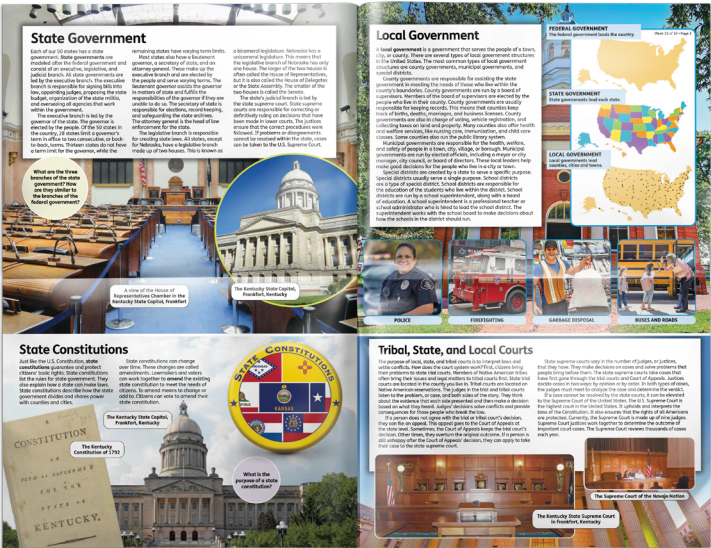 State Government
Each of our 50 states has a state
government. State governments are
modeled after the federal government and
consist of an executive, legislative, and
judicial branch. All state governments are
led by the executive branch. The executive
branch is responsible for signing bills into
law, appointing judges, proposing the state
budget, organization of the state militia,
and overseeing all agencies that work
within the government.
The executive branch is led by the
governor of the state. The governor is
elected by the people. Of the 50 states in
the country, 28 states limit a governor's
term in office to two consecutive, or back-
to-back, terms. Thirteen states do not have
a term limit for the governor, while the
remaining states have varying term limits.
Most states also have a lieutenant
governor, a secretary of state, and an
attorney general. These make up the
executive branch and are elected by the
people and serve varying terms. The
lieutenant governor assists the governor
in matters of state and fulfills the
responsibilities of the governor if they are
unable to do so. The secretary of state is
responsible for elections, record keeping, and
safeguarding the state archives. The
attorney general is the head of law
enforcement for the state.
The legislative branch is responsible
for creating state laws. All states, except
for Nebraska, have a legislative branch
made up of two houses. This is known as
a bicameral legislature. Nebraska has a
unicameral legislature. This means that
the legislative branch of Nebraska has only
one house. The larger of the two houses is
often called the House of Representatives,
but it is also called the House of Delegates
or the State Assembly. The smaller of the
two houses is called the Senate.
The state's judicial branch is led by
the state supreme court. State supreme
courts are responsible for correcting and
definitively ruling on decisions that have
been made in lower courts. The justices
ensure that the correct procedures were
followed. If problems or disagreements
cannot be resolved within the state, cases
can be taken to the U.S. Supreme Court.
What are the three
branches of the state
government? How
are they similar to
the branches of the
federal government?
A view of the House of
Representatives Chamber in the
Kentucky State Capital, Frankfort
The Kentucky State Capital,
Frankfort, Kentucky
Local Government
A local government is a government that serves the people of a town,
city, or county. There are several types of local government structures
in the United States. The most common types of local government
structures are county governments, municipal governments, and
special districts.
County governments are responsible for assisting the state
government in meeting the needs of those who live within the
county's boundaries. County governments are run by a board of
supervisors. Members of the board of supervisors are elected by the
people who live in their county. County governments are usually
responsible for keeping records. This means that counties keep
track of births, deaths, marriages, and business licenses. County
governments are also in charge of voting, vehicle registration, and
collecting taxes on land and property. Many counties also offer health
and welfare services, like nursing care, immunization, and child care
licenses. Some counties also run the public library system.
Municipal governments are responsible for the health, welfare,
and safety of people in a town, city, village, or borough. Municipal
governments are run by elected officials, including a mayor or city
manager, city council, or board of directors. These local leaders help
make good decisions for the people who live in a city or town.
Special districts are created by a state to serve a specific purpose.
Special districts usually serve a single purpose. School districts
are a type of special district. School districts are responsible for
the education of the students who live within the district. School
districts are run by a school superintendent, along with a board
of education. A school superintendent is a professional teacher or
school administrator who is hired to lead the school district. The
superintendent works with the school board to make decisions about
how the schools in the district should run.
Week 23 of 32 • Page 3
FEDERAL GOVERNMENT
The federal government leads the country.
STATE GOVERNMENT
State governments lead each state.
LOCAL GOVERNMENT
Local governments lead
counties, cities, and towns.
POLICE
FIREFIGHTING
GARBAGE DISPOSAL
BUSES AND ROADS
State Constitutions
Just like the U.S. Constitution, state
constitutions guarantee and protect
citizens' basic rights. State constitutions
list the rules for state government. They
also explain how a state can make laws.
State constitutions describe how the state
government divides and shares power
with counties and cities.
State constitutions can change
over time. These changes are called
amendments. Lawmakers and voters
can work together to amend the existing
state constitution to meet the needs of
citizens. To amend means to change or
add to. Citizens can vote to amend their
state constitution.
STATE CONSTITUTIONS
KANSAS
The Kentucky State Capital,
Frankfort, Kentucky
The Kentucky
Constitution of 1792
What is the
purpose of a state
constitution?
CONSTITUTION
OR
FORM OF GOVERNMENT
FOR THE
STATE
OF
KENTUCKY.
Tribal, State, and Local Courts
The purpose of local, state, and tribal courts is to interpret laws and
settle conflicts. How does the court system work? First, citizens bring
their claims to state trial courts. Members of Native American tribes
often bring their issues and legal matters to tribal courts first. State trial
courts are located in the county you live in. Tribal courts are located on
Native American reservations. The judges in the trial and tribal courts
listen to the problem, or case, and both sides of the story. They think
about the evidence that each side presented and then make a decision
based on what they heard. Judges' decisions solve conflicts and provide
consequences for those who break the law.
If a person does not agree with the trial or tribal court's decision,
they can file an appeal. This appeal goes to the Court of Appeals at
the state level. Sometimes, the Court of Appeals keeps the trial court's
decision. Other times, they overturn the original outcome. If a person is
still unhappy after the Court of Appeals' decision, they can apply to take
their case to the state supreme court.
State supreme courts vary in the number of judges, or justices,
that they have. They make decisions on cases and solve problems that
people bring before them. The state supreme court take cases that
have first gone through the trial courts and Court of Appeals. Justices
decide cases in two ways: by opinion or by order. In both types of cases,
the judges must meet to analyze the case and determine the verdict.
If a case cannot be resolved by the state courts, it can be elevated
to the Supreme Court of the United States. The U.S. Supreme Court is
the highest court in the United States. It upholds and interprets the
laws of the Constitution. It also ensures that the rights of all Americans
are protected. Currently, the Supreme Court is made up of nine judges.
Supreme Court justices work together to determine the outcome of
important court cases. The Supreme Court reviews thousands of cases
each year.
The Supreme Court of the Navajo Nation
The Kentucky State Supreme Court
in Frankfort, Kentucky